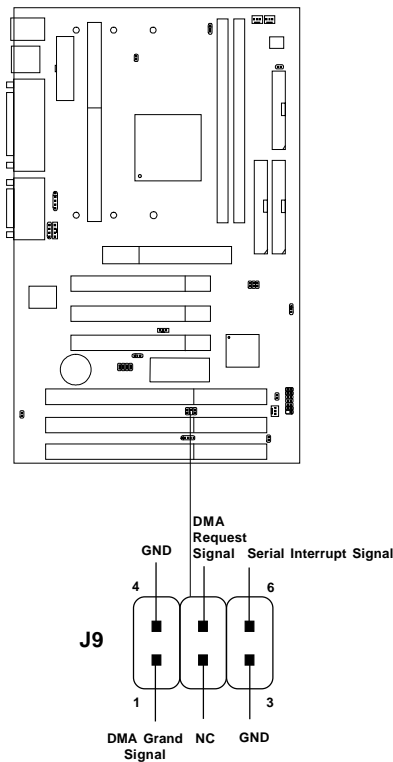 DMA
Request
Signal
GND
Serial Interrupt Signal
4
6
J9
1
3
DMA Grand
Signal
NC
GND